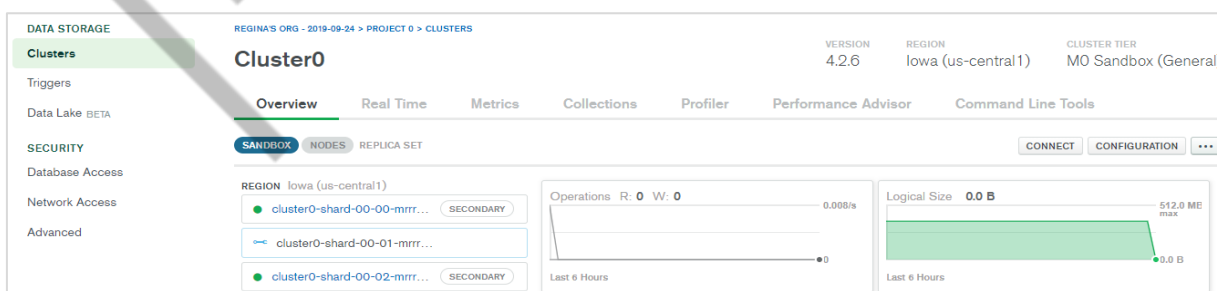 DATA STORAGE
Clusters
Triggers
Data Lake BETA
SECURITY
Database Access
Network Access
Advanced
REGINA'S ORG - 2019-09-24 > PROJECT 0 > CLUSTERS
Cluster0
VERSION
4.2.6
REGION
Iowa (us-central1)
CLUSTER TIER
M0 Sandbox (General
Overview Real Time Metrics Collections Profiler Performance Advisor Command Line Tools
SANDBOX NODES REPLICA SET
CONNECT CONFIGURATION ...
REGION Iowa (us-central1)
cluster0-shard-00-00-mrrr... SECONDARY
cluster0-shard-00-01-mrrr...
cluster0-shard-00-02-mrrr... SECONDARY
Operations R: 0 W: 0
0.008/s
0
Last 6 Hours
Logical Size 0.0 B
512.0 MB
max
0.0 B
Last 6 Hours